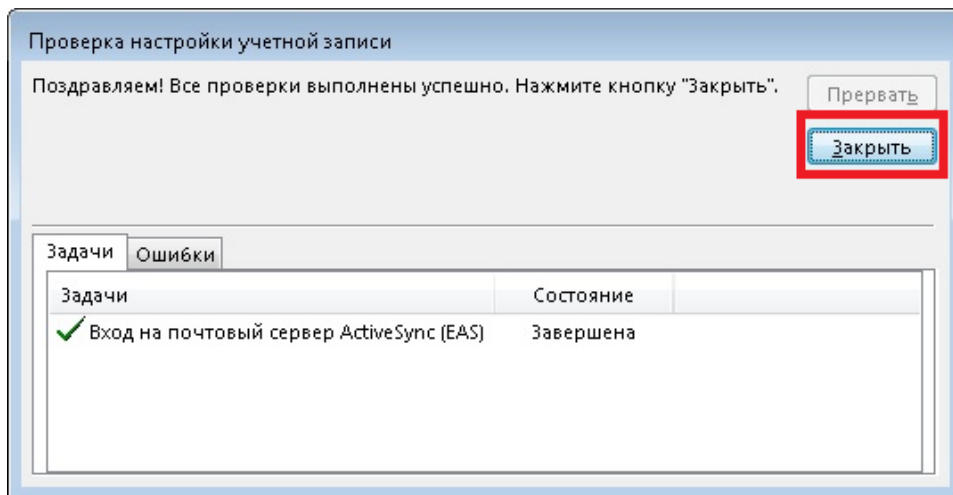 Проверка настройки учетной записи
Поздравляем! Все проверки выполнены успешно. Нажмите кнопку "Закрыть".
Прервать
Закрыть
Задачи Ошибки
Задачи Состояние
Вход на почтовый сервер ActiveSync (EAS) Завершена